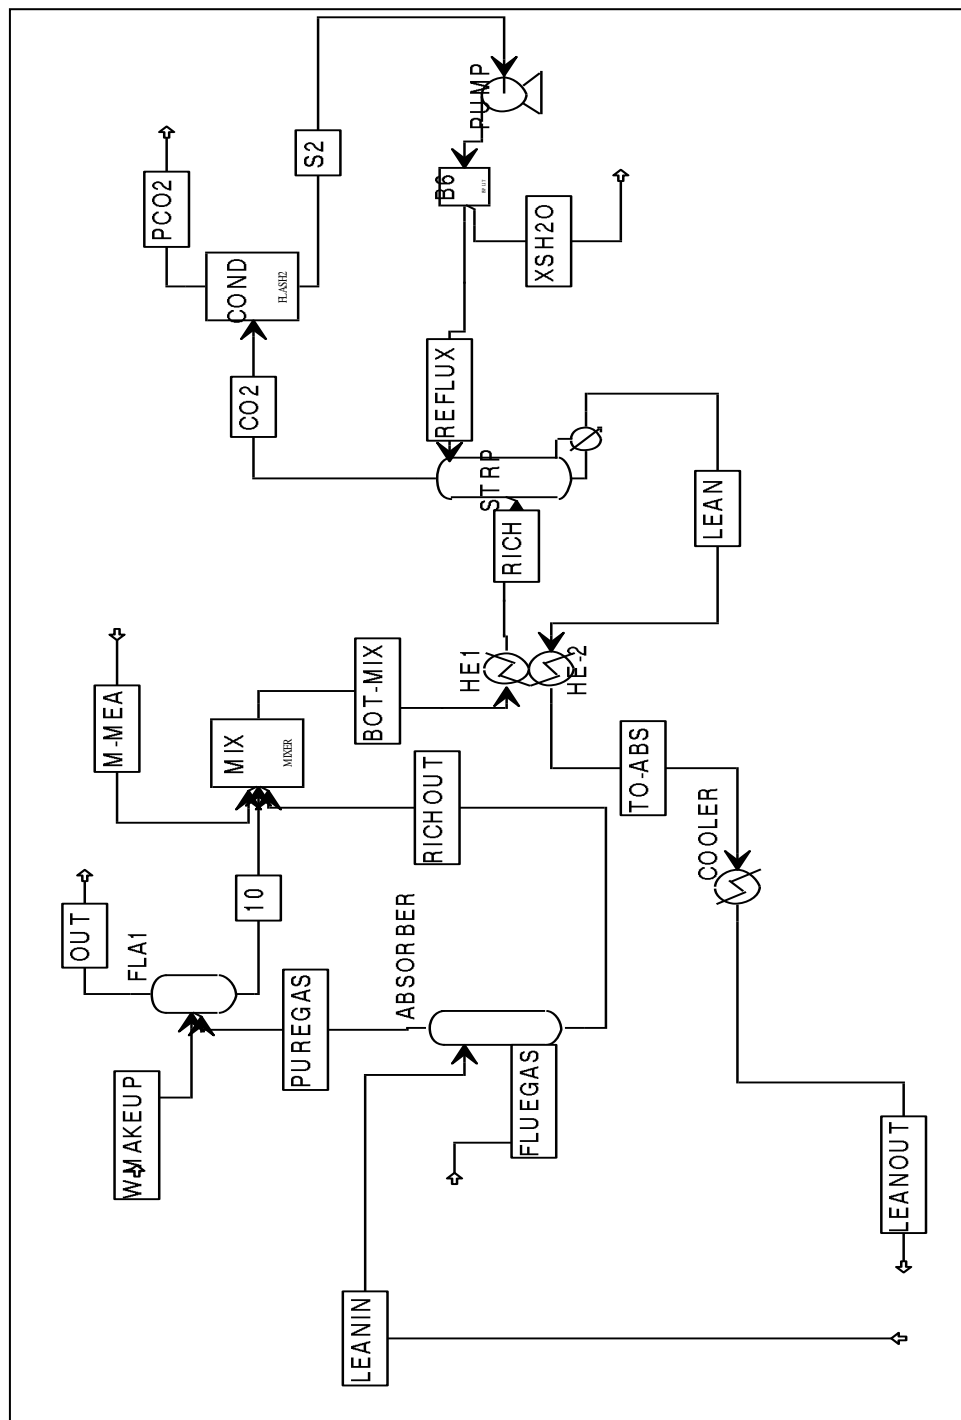 PUMP
S2
PCO2
B6
XSH2O
COND
FLASH2
REFLUX
CO2
STRP
LEAN
RICH
HE1
HE-2
BOT-MIX
M-MEA
MIX
MIXER
TO-ABS
RICHOUT
COOLER
10
OUT
FLA1
ABSORBER
PUREGAS
WMAKEUP
FLUEGAS
LEANOUT
LEANIN